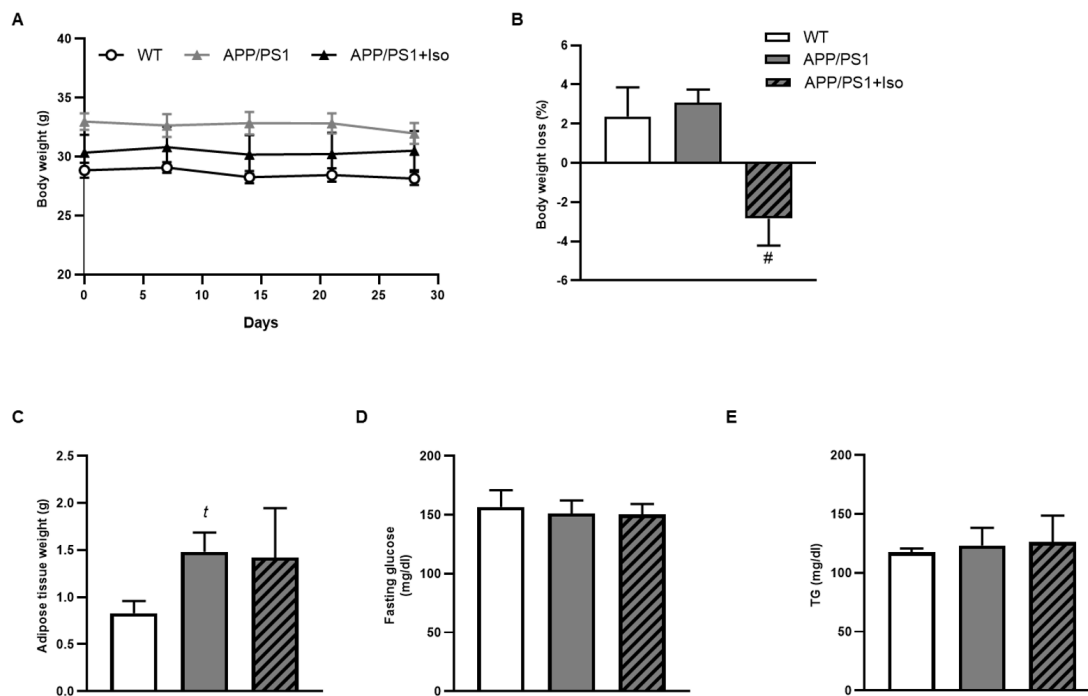 A
WT
APP/PS1
APP/PS1+Iso
Body weight (g)
40
35
30
25
20
0
5
10
15
20
25
30
Days
B
WT
APP/PS1
APP/PS1+Iso
Body weight loss (%)
6
4
2
0
-2
-4
-6
#
C
Adipose tissue weight (g)
2.5
2.0
1.5
1.0
0.5
0.0
t
D
Fasting glucose
(mg/dl)
200
150
100
50
0
E
TG (mg/dl)
200
150
100
50
0